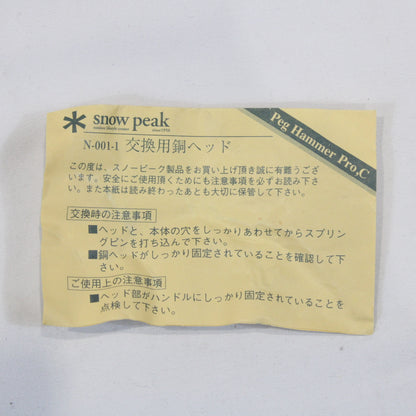 snow peak
outdoor lifestyle creator since1958
Peg Hammer Pro.C
N-001-1 交換用銅ヘッド
この度は、スノーピーク製品をお買い上げ頂き誠に有難うござ
います。安全にご使用頂くためにも注意事項を必ずお読み下さ
い。また本紙は読み終わったあとも大切に保管して下さい。
交換時の注意事項
■ヘッドと、本体の穴をしっかりあわせてからスプリン
グピンを打ち込んで下さい。
■銅ヘッドがしっかり固定されていることを確認して下
さい。
ご使用上の注意事項
■ヘッド部がハンドルにしっかり固定されていることを
点検して下さい。